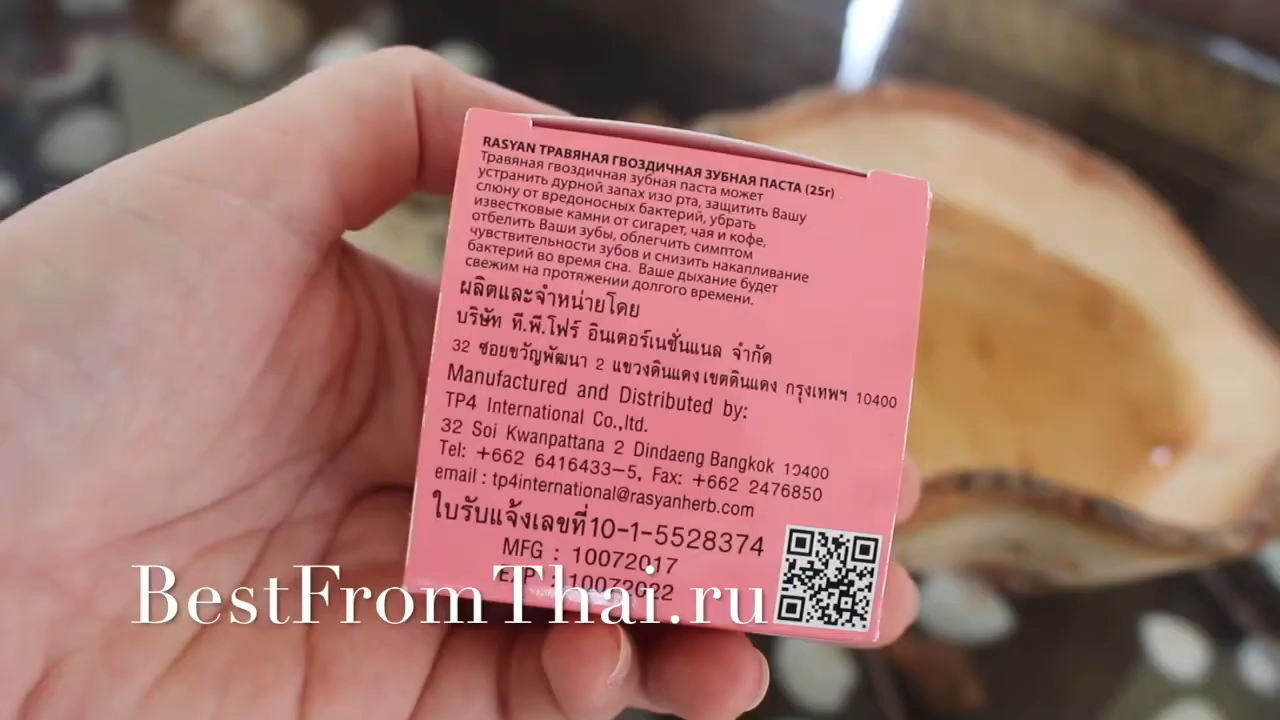 RASYAN ТРАВЯНАЯ ГВОЗДИЧНАЯ ЗУБНАЯ ПАСТА (25г)
Травяная гвоздичная зубная паста может
устранить дурной запах изо рта, защитить Вашу
слюну от вредоносных бактерий, убрать
известковые камни от сигарет, чая и кофе,
отбелить Ваши зубы, облегчить симптом
чувствительности зубов и снизить накапливание
бактерий во время сна. Ваше дыхание будет
свежим на протяжении долгого времени.
ผลิตและจำหน่ายโดย
บริษัท ที.พี.โฟร์ อินเตอร์เนชั่นแนล จำกัด
32 ซอยขวัญพัฒนา 2 แขวงดินแดง เขตดินแดง กรุงเทพฯ 10400
Manufactured and Distributed by:
TP4 International Co.,ltd.
32 Soi Kwanpattana 2 Dindaeng Bangkok 10400
Tel: +662 6416433-5, Fax: +662 2476850
email : tp4international@rasyanherb.com
ใบรับแจ้งเลขที่10-1-5528374
MFG : 10072017
EXP : 10072022
BestFromThai.ru